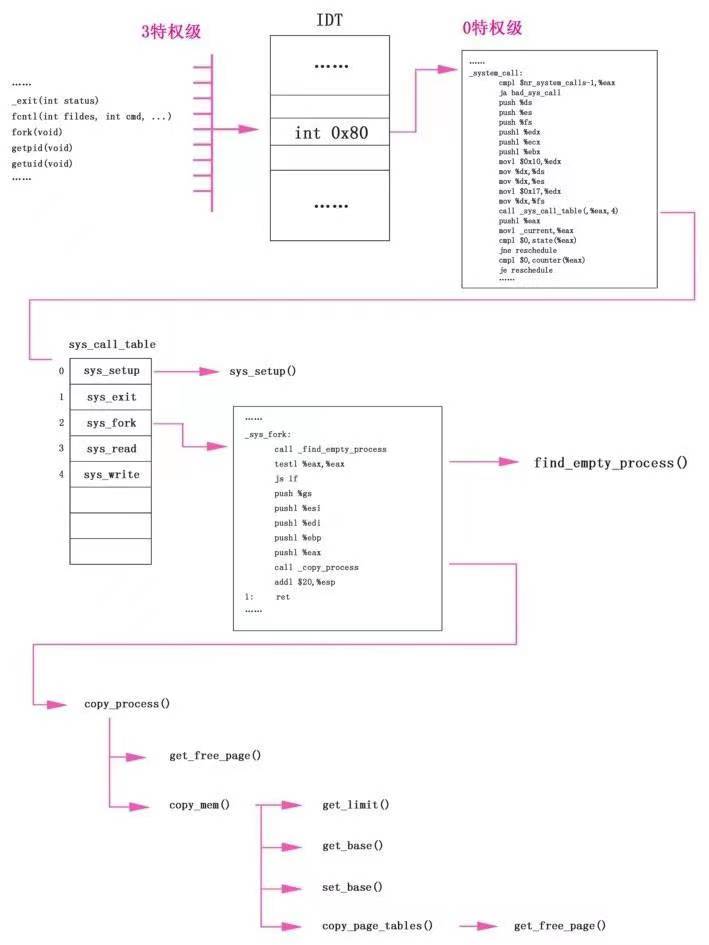 3特权级
IDT
0特权级
……
_exit(int status)
fcntl(int fildes, int cmd, ...)
fork(void)
getpid(void)
getuid(void)
……
……
int 0x80
……
……
_system_call:
cmpl $nr_system_calls-1,%eax
ja bad_sys_call
push %ds
push %es
push %fs
pushl %edx
pushl %ecx
pushl %ebx
movl $0x10,%edx
mov %dx,%ds
mov %dx,%es
movl $0x17,%edx
mov %dx,%fs
call _sys_call_table(,%eax,4)
pushl %eax
movl _current,%eax
cmpl $0,state(%eax)
jne reschedule
cmpl $0,counter(%eax)
je reschedule
……
sys_call_table
0 sys_setup
1 sys_exit
2 sys_fork
3 sys_read
4 sys_write
sys_setup()
……
_sys_fork:
call _find_empty_process
testl %eax,%eax
js 1f
push %gs
pushl %esi
pushl %edi
pushl %ebp
pushl %eax
call _copy_process
addl $20,%esp
1: ret
……
find_empty_process()
copy_process()
get_free_page()
copy_mem()
get_limit()
get_base()
set_base()
copy_page_tables()
get_free_page()